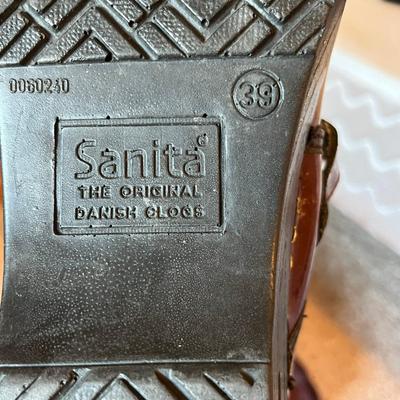 0060240
39
Sanita
THE ORIGINAL
DANISH CLOGS